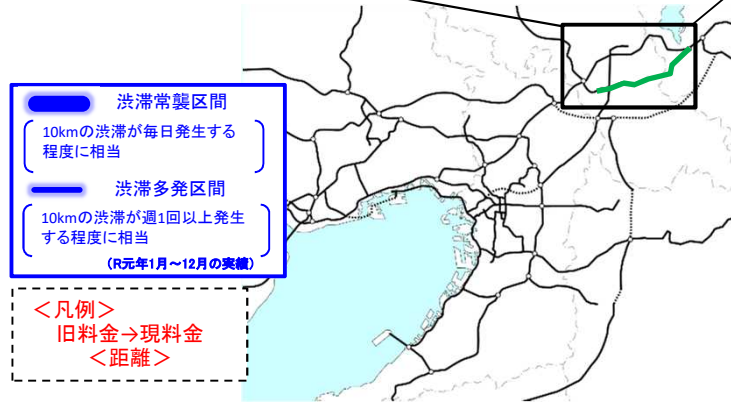 渋滞常襲区間
10kmの渋滞が毎日発生する
程度に相当
渋滞多発区間
10kmの渋滞が週1回以上発生
する程度に相当
(R元年1月～12月の実績)
＜凡例＞
旧料金→現料金
＜距離＞